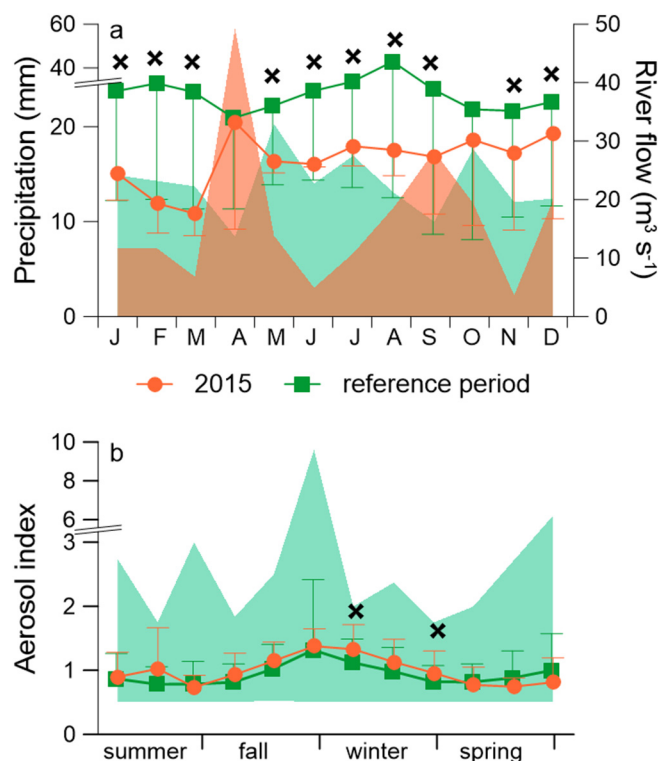 a
Precipitation (mm)
60
40
20
10
0
50
40
30
20
10
0
River flow (m³ s⁻¹)
J F M A M J J A S O N D
2015 reference period
b
Aerosol index
10
8
6
3
2
1
0
summer fall winter spring